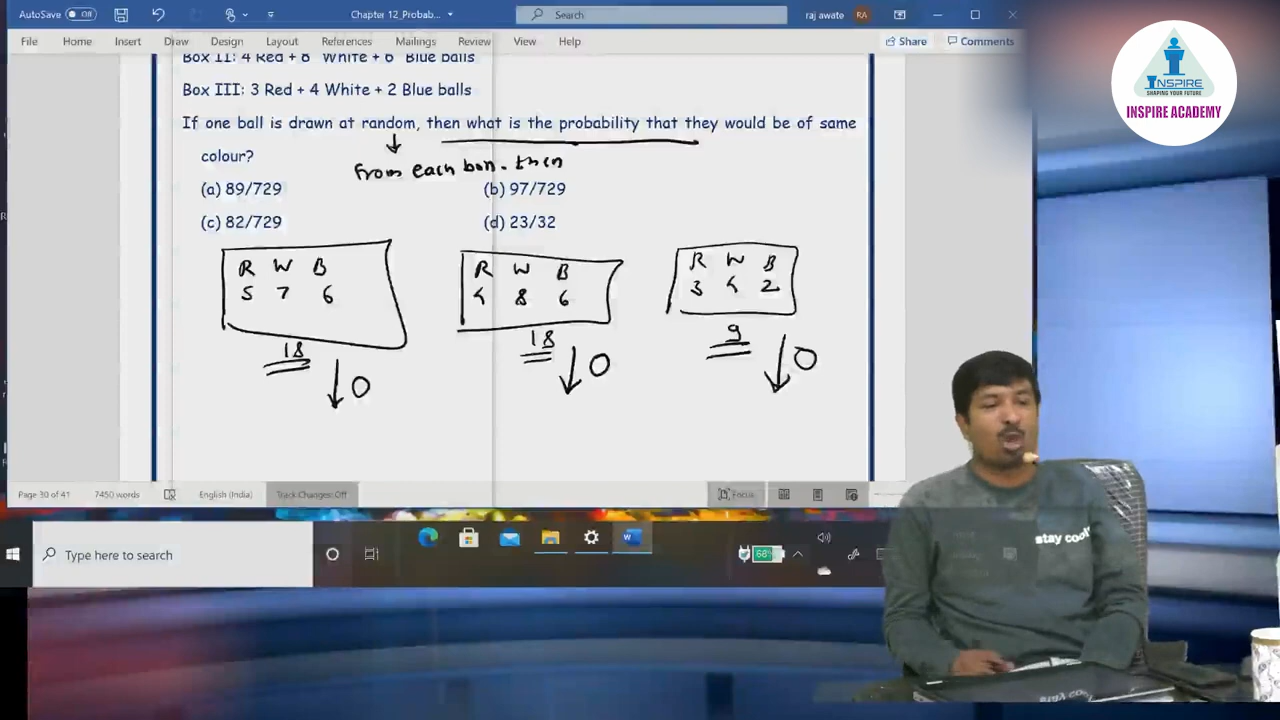 AutoSave Off
Chapter 12_Probab...
Search
raj awate RA
File Home Insert Draw Design Layout References Mailings Review View Help Share Comments
Box II: 4 Red + 8 White + 6 Blue balls
Box III: 3 Red + 4 White + 2 Blue balls
If one ball is drawn at random, then what is the probability that they would be of same
colour?
From each box. then
(a) 89/729 (b) 97/729
(c) 82/729 (d) 23/32
R W B R W B R W B
5 7 6 4 8 6 3 4 2
18 18 9
O O O
Page 30 of 41 7450 words English (India) Track Changes: Off Focus
Type here to search
68%
INSPIRE
SHAPING YOUR FUTURE
INSPIRE ACADEMY
stay cool!